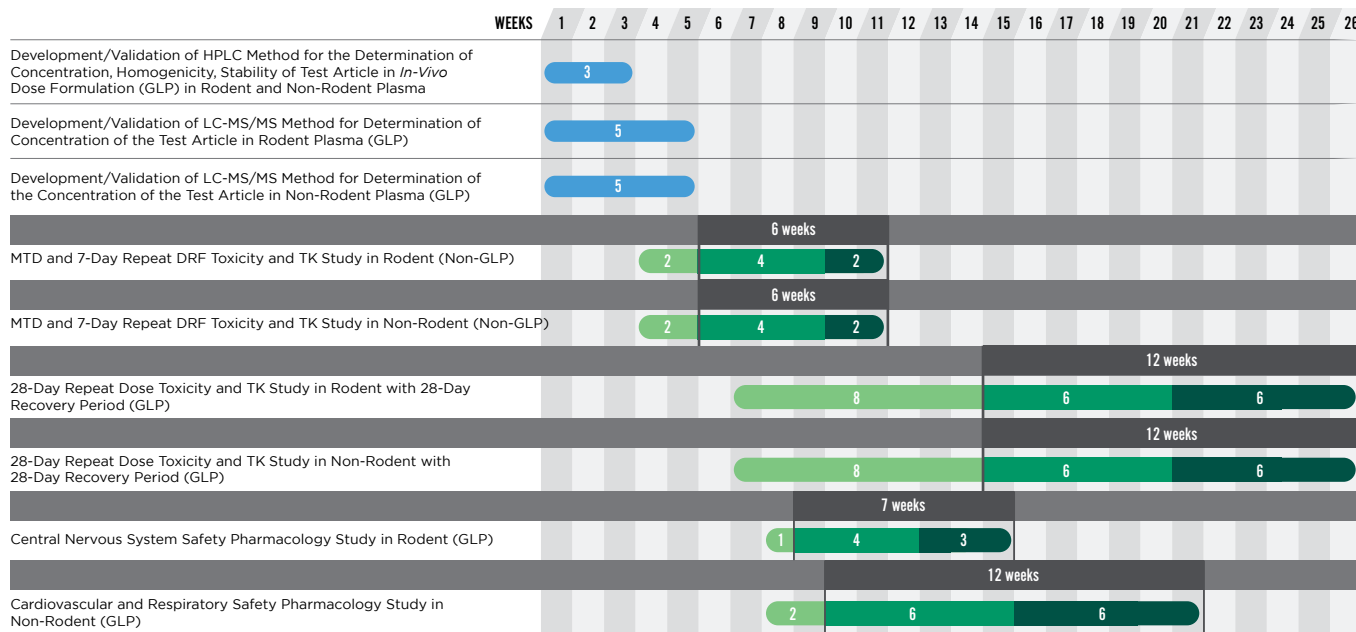 WEEKS 1 2 3 4 5 6 7 8 9 10 11 12 13 14 15 16 17 18 19 20 21 22 23 24 25 26
Development/Validation of HPLC Method for the Determination of
Concentration, Homogenicity, Stability of Test Article in In-Vivo
Dose Formulation (GLP) in Rodent and Non-Rodent Plasma
3
Development/Validation of LC-MS/MS Method for Determination of
Concentration of the Test Article in Rodent Plasma (GLP)
5
Development/Validation of LC-MS/MS Method for Determination of
the Concentration of the Test Article in Non-Rodent Plasma (GLP)
5
6 weeks
MTD and 7-Day Repeat DRF Toxicity and TK Study in Rodent (Non-GLP)
2 4 2
6 weeks
MTD and 7-Day Repeat DRF Toxicity and TK Study in Non-Rodent (Non-GLP)
2 4 2
12 weeks
28-Day Repeat Dose Toxicity and TK Study in Rodent with 28-Day
Recovery Period (GLP)
8 6 6
12 weeks
28-Day Repeat Dose Toxicity and TK Study in Non-Rodent with
28-Day Recovery Period (GLP)
8 6 6
7 weeks
Central Nervous System Safety Pharmacology Study in Rodent (GLP)
1 4 3
12 weeks
Cardiovascular and Respiratory Safety Pharmacology Study in
Non-Rodent (GLP)
2 6 6